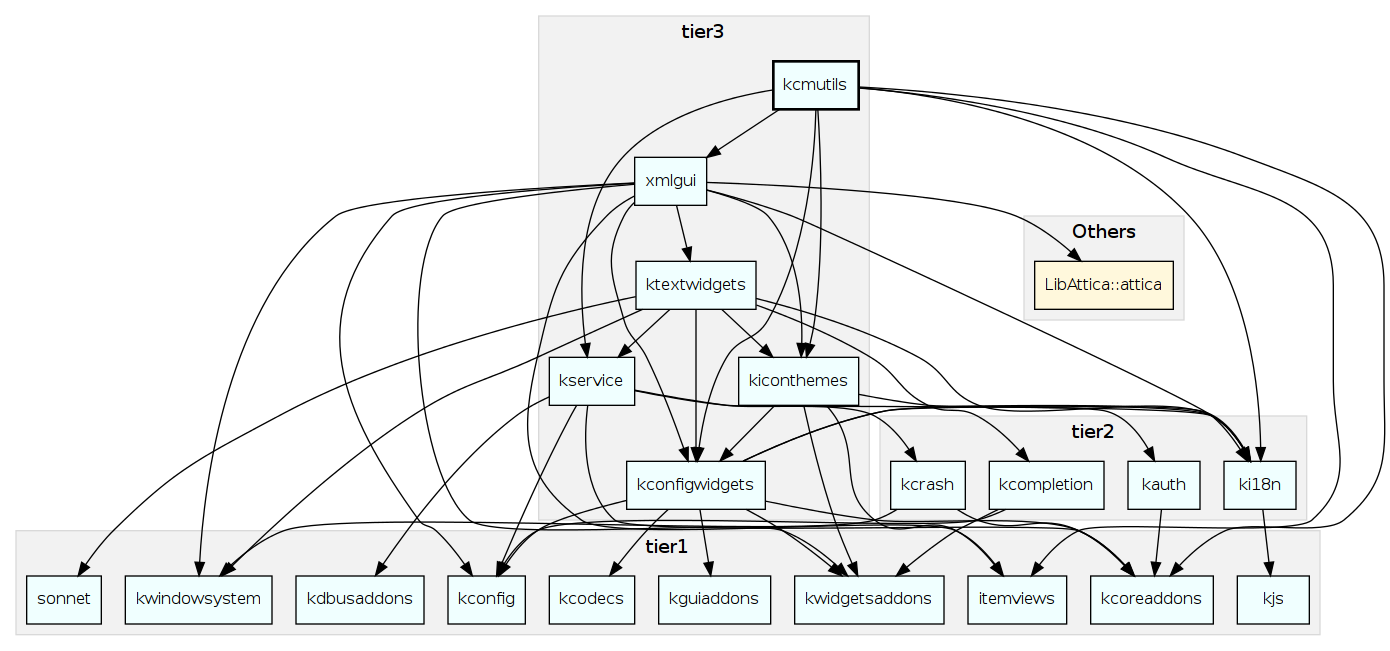 tier3
kcmutils
xmlgui
Others
ktextwidgets
LibAttica::attica
kservice
kiconthemes
tier2
kconfigwidgets
kcrash
kcompletion
kauth
ki18n
tier1
sonnet
kwindowsystem
kdbusaddons
kconfig
kcodecs
kguiaddons
kwidgetsaddons
itemviews
kcoreaddons
kjs